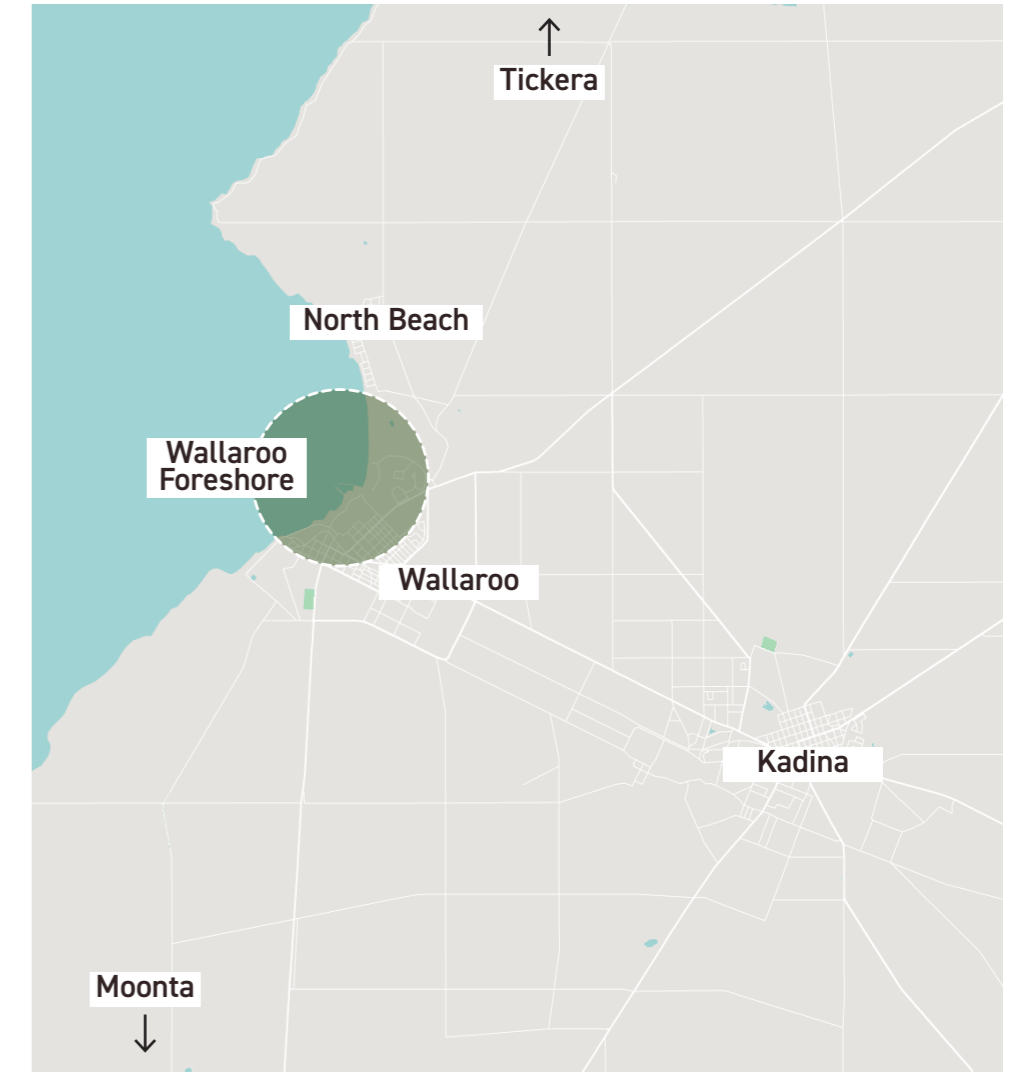 Tickera
North Beach
Wallaroo
Foreshore
Wallaroo
Kadina
Moonta